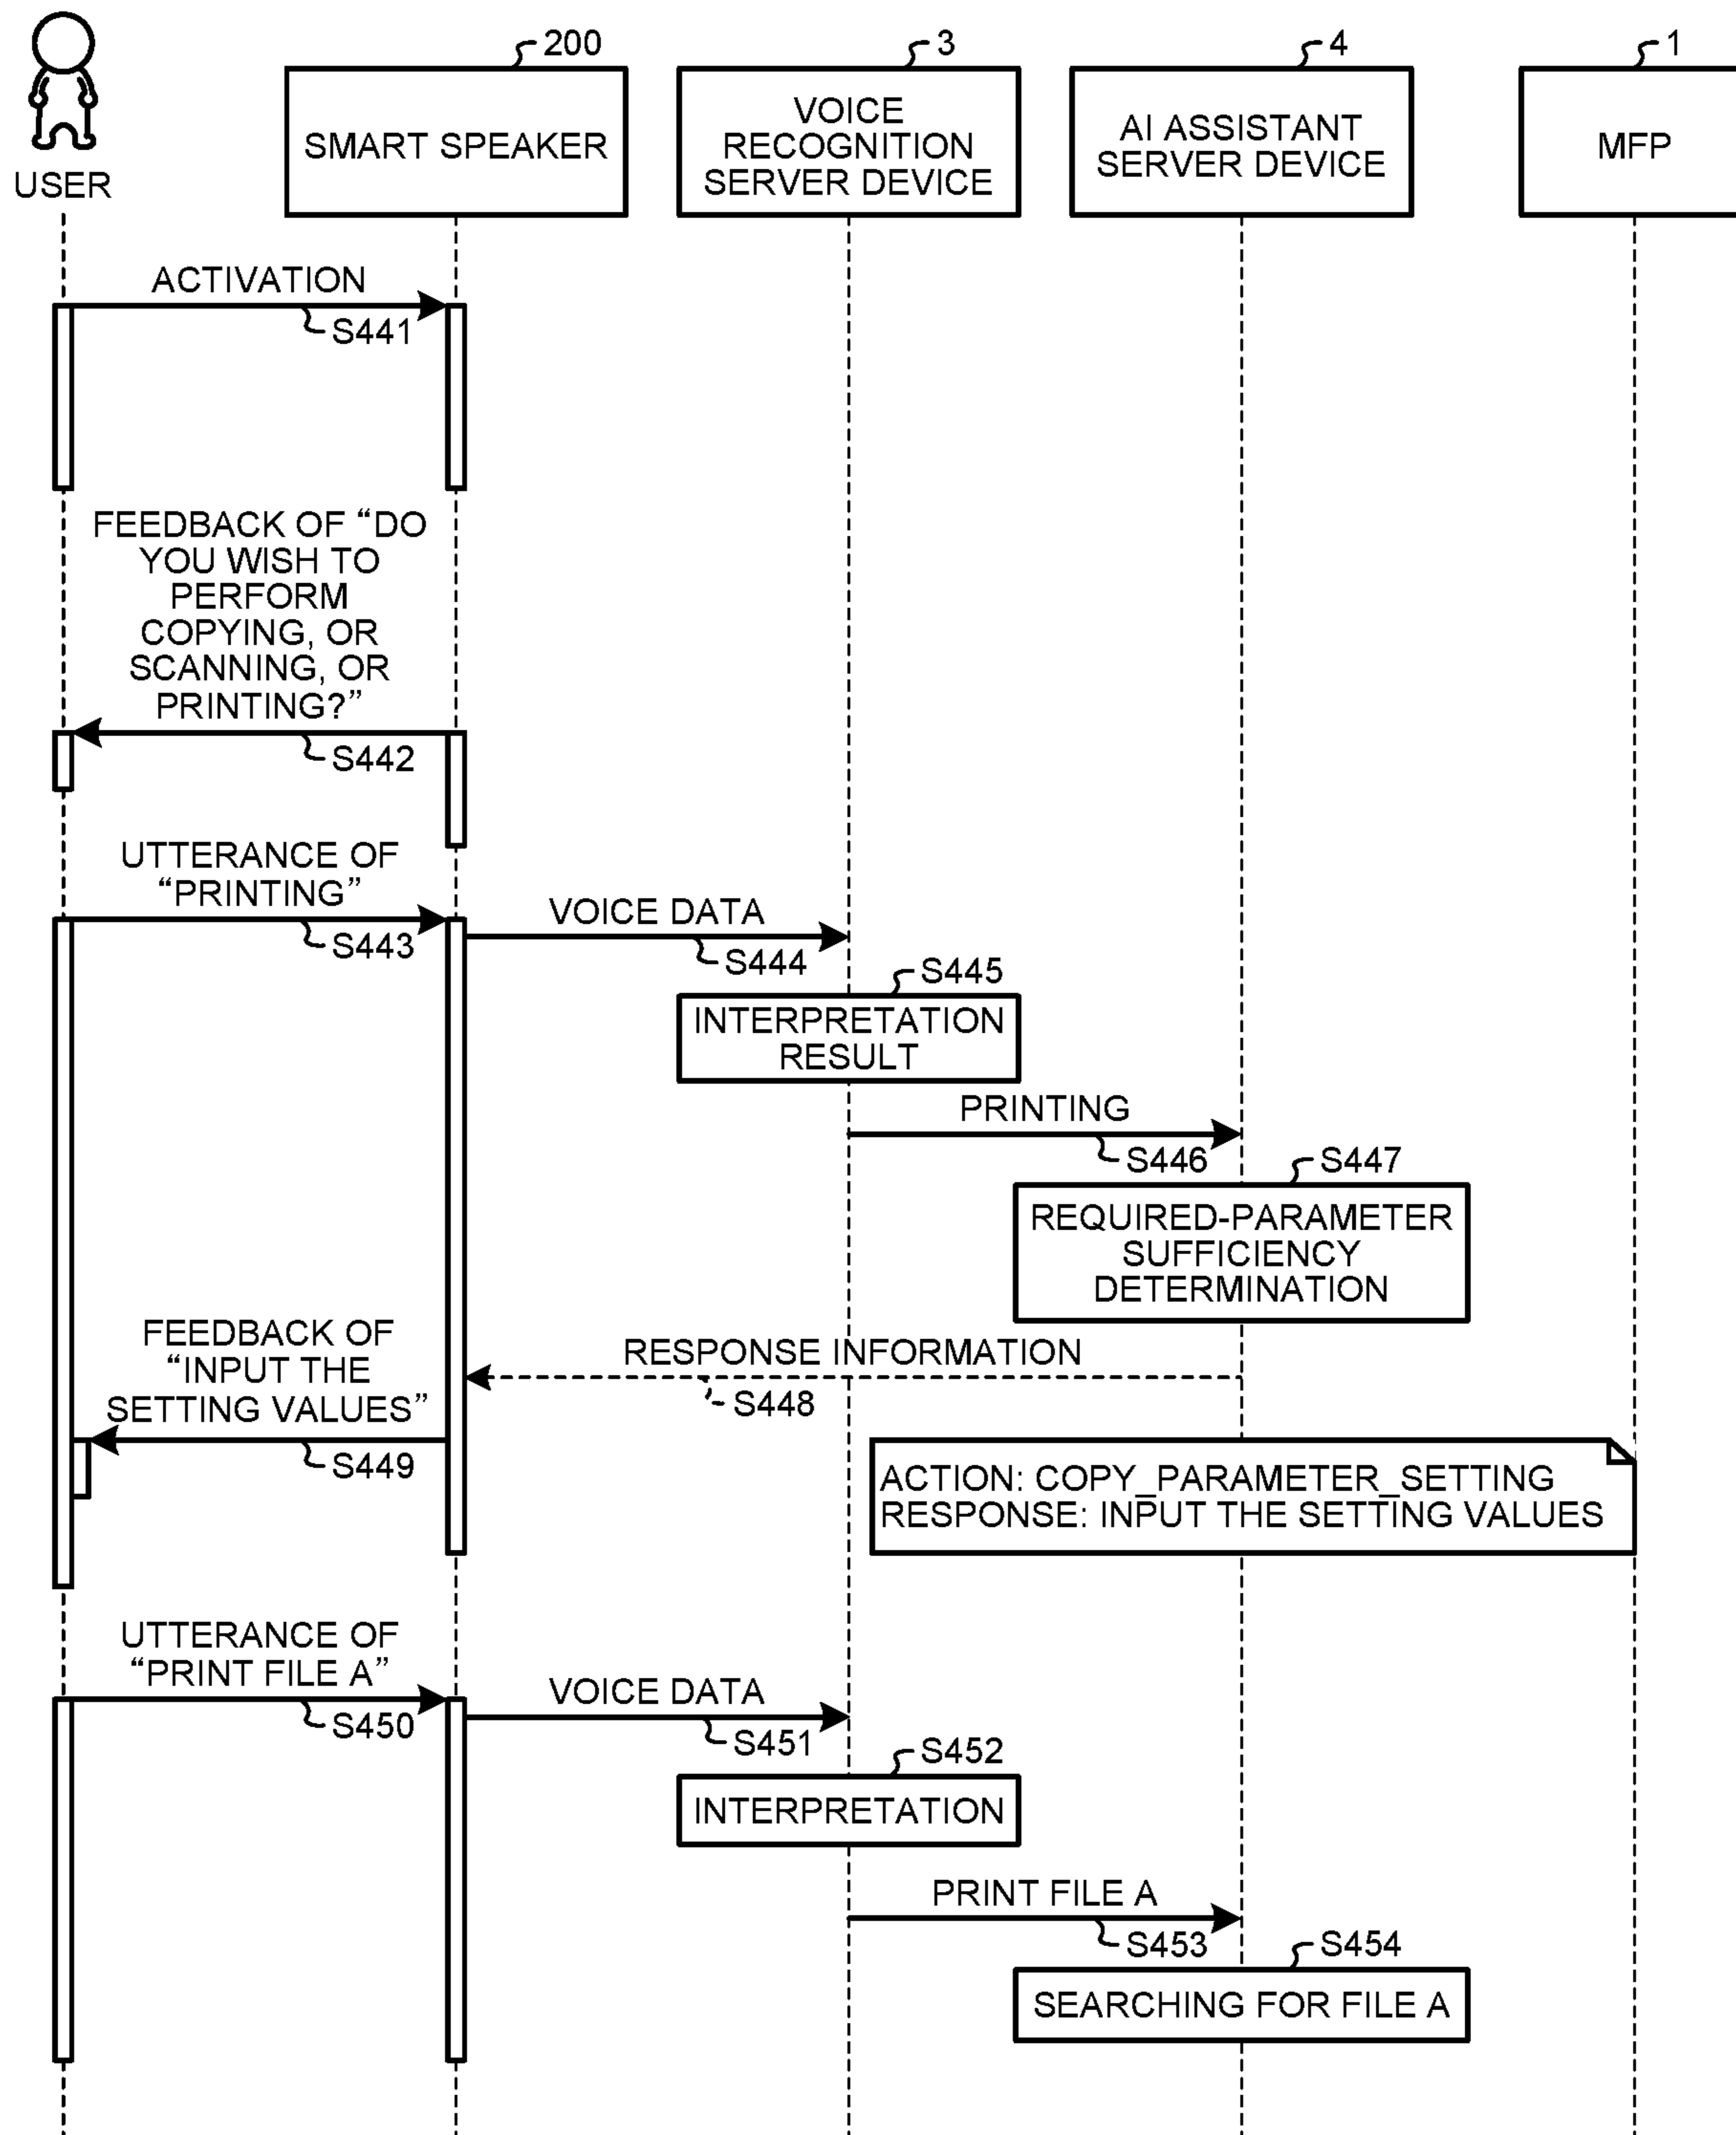 USER
200
SMART SPEAKER
3
VOICE
RECOGNITION
SERVER DEVICE
4
AI ASSISTANT
SERVER DEVICE
1
MFP
ACTIVATION
S441
FEEDBACK OF “DO
YOU WISH TO
PERFORM
COPYING, OR
SCANNING, OR
PRINTING?”
S442
UTTERANCE OF
“PRINTING”
S443
VOICE DATA
S444
S445
INTERPRETATION
RESULT
PRINTING
S446
S447
REQUIRED-PARAMETER
SUFFICIENCY
DETERMINATION
RESPONSE INFORMATION
S448
FEEDBACK OF
“INPUT THE
SETTING VALUES”
S449
ACTION: COPY_PARAMETER_SETTING
RESPONSE: INPUT THE SETTING VALUES
UTTERANCE OF
“PRINT FILE A”
S450
VOICE DATA
S451
S452
INTERPRETATION
PRINT FILE A
S453
S454
SEARCHING FOR FILE A